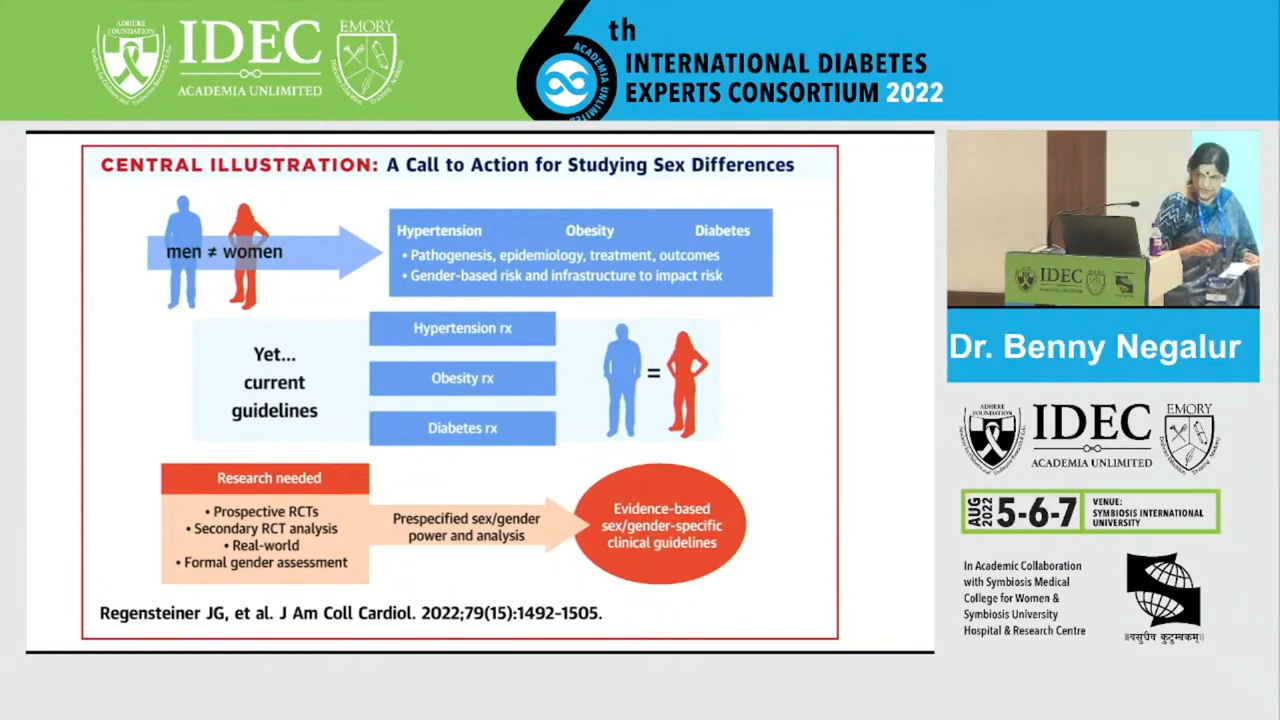 ADHERE
FOUNDATION
IDEC
ACADEMIA UNLIMITED
EMORY
6th
ACADEMIA UNLIMITED
INTERNATIONAL DIABETES
EXPERTS CONSORTIUM 2022
CENTRAL ILLUSTRATION: A Call to Action for Studying Sex Differences
men ≠ women
Hypertension Obesity Diabetes
• Pathogenesis, epidemiology, treatment, outcomes
• Gender-based risk and infrastructure to impact risk
Yet...
current
guidelines
Hypertension rx
Obesity rx
Diabetes rx
=
Research needed
• Prospective RCTs
• Secondary RCT analysis
• Real-world
• Formal gender assessment
Prespecified sex/gender
power and analysis
Evidence-based
sex/gender-specific
clinical guidelines
Regensteiner JG, et al. J Am Coll Cardiol. 2022;79(15):1492-1505.
IDEC
Dr. Benny Negalur
ADHERE
FOUNDATION
IDEC
ACADEMIA UNLIMITED
EMORY
AUG
2022
5-6-7
VENUE:
SYMBIOSIS INTERNATIONAL
UNIVERSITY
In Academic Collaboration
with Symbiosis Medical
College for Women &
Symbiosis University
Hospital & Research Centre
॥वसुधैव कुटुम्बकम्॥